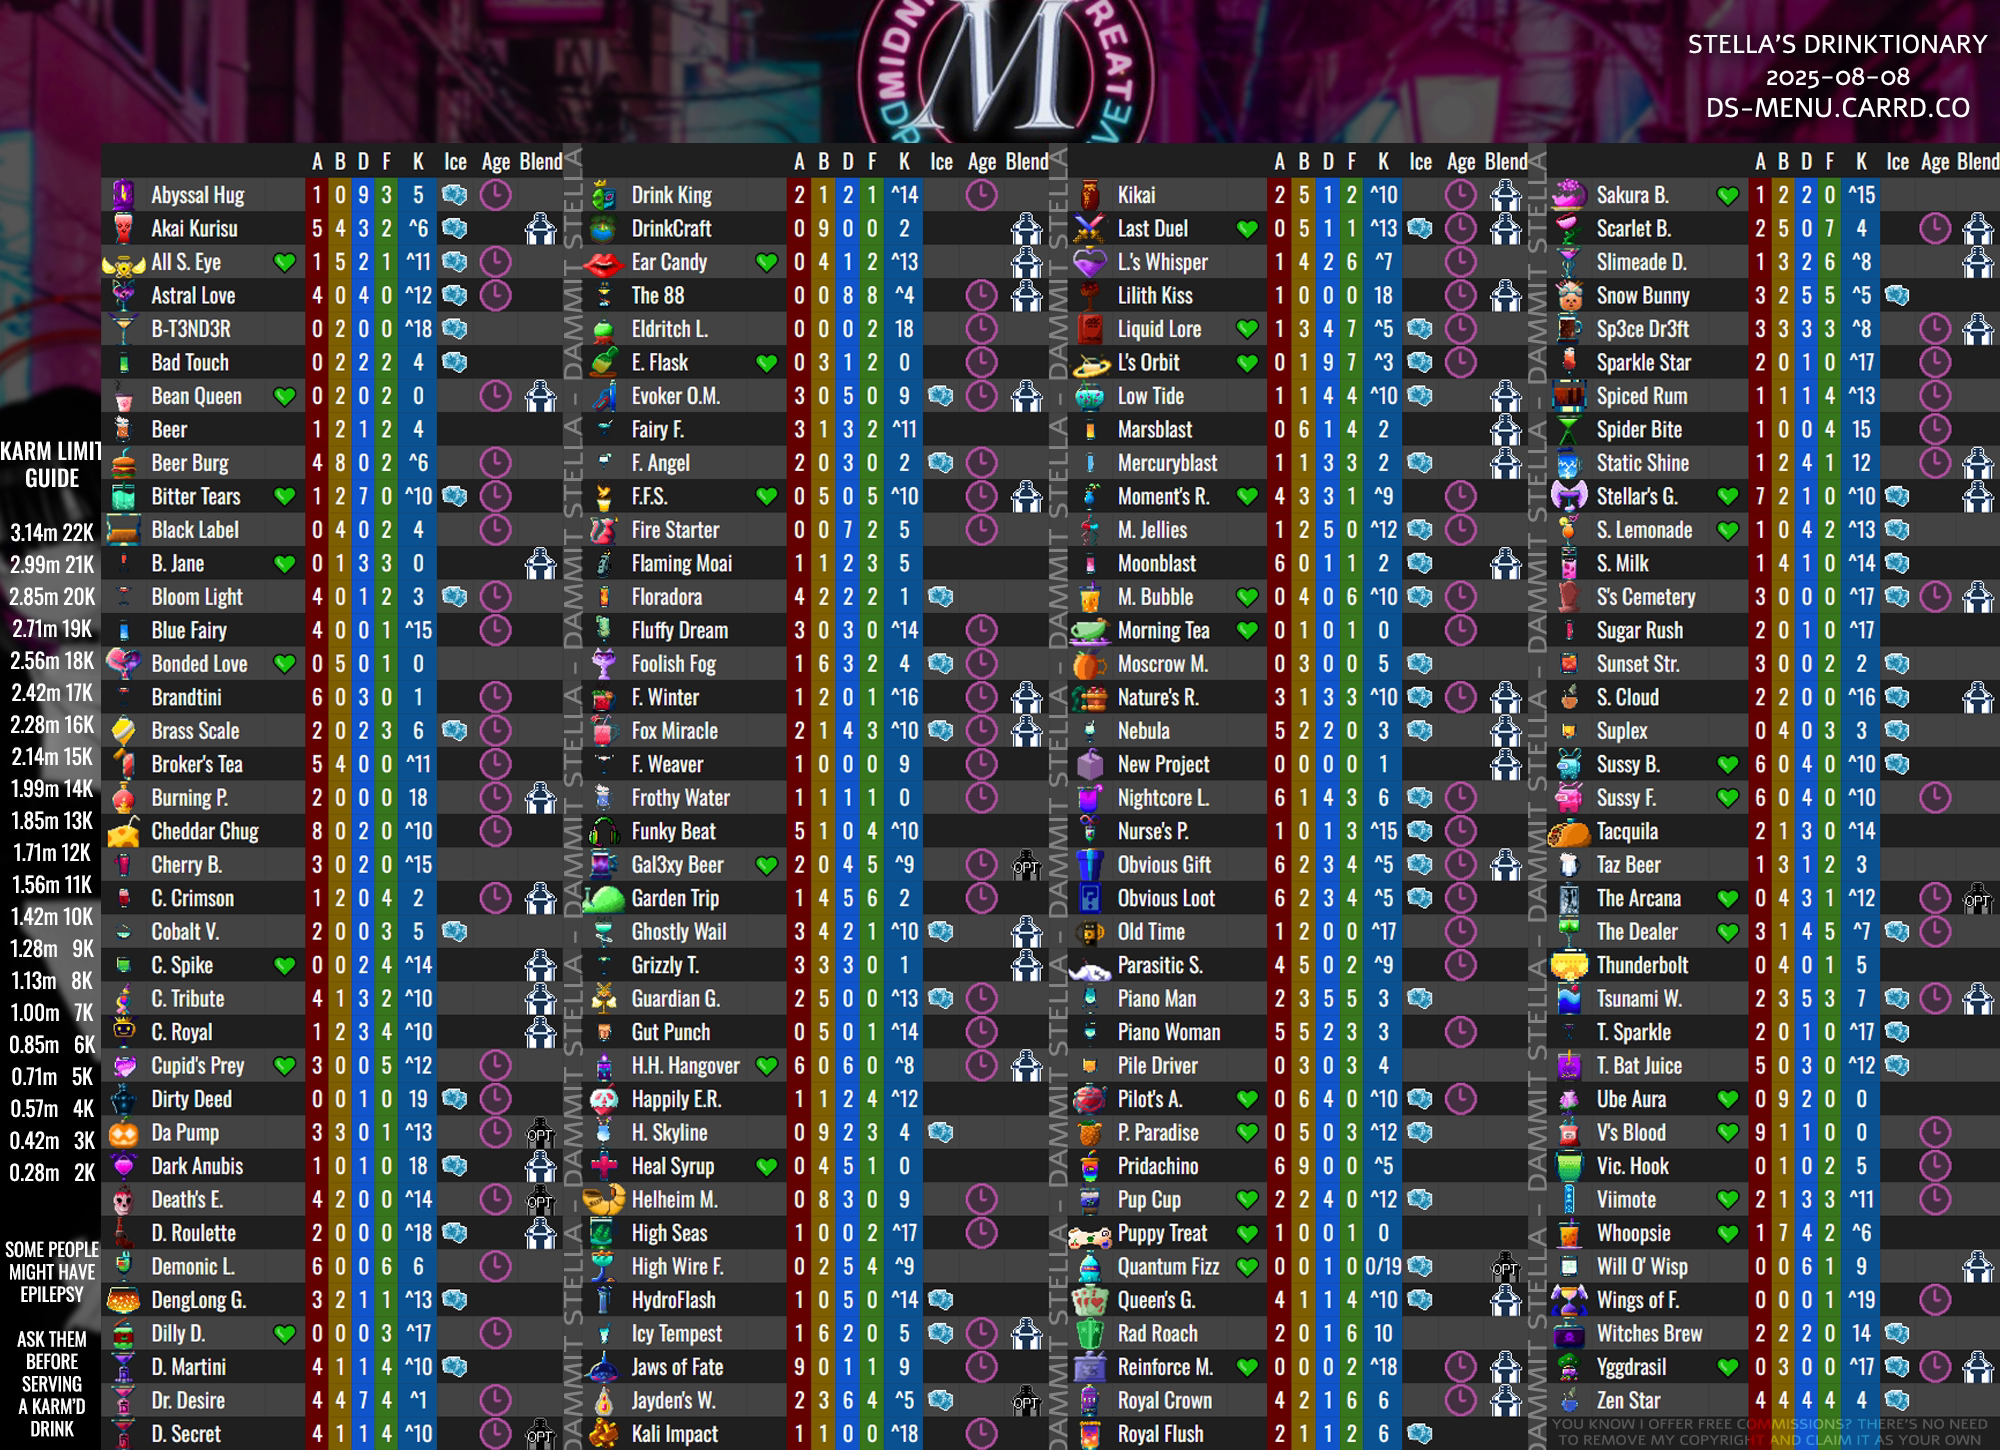 MIDNI
REATE
DR
IVE
M
STELLA'S DRINKTIONARY
2025-08-08
DS-MENU.CARRD.CO
A B D F K Ice Age Blend
Abyssal Hug 1 0 9 3 5
Akai Kurisu 5 4 3 2 ^6
All S. Eye 1 5 2 1 ^11
Astral Love 4 0 4 0 ^12
B-T3ND3R 0 2 0 0 ^18
Bad Touch 0 2 2 2 4
Bean Queen 0 2 0 2 0
Beer 1 2 1 2 4
Beer Burg 4 8 0 2 ^6
Bitter Tears 1 2 7 0 ^10
Black Label 0 4 0 2 4
B. Jane 0 1 3 3 0
Bloom Light 4 0 1 2 3
Blue Fairy 4 0 0 1 ^15
Bonded Love 0 5 0 1 0
Brandtini 6 0 3 0 1
Brass Scale 2 0 2 3 6
Broker's Tea 5 4 0 0 ^11
Burning P. 2 0 0 0 18
Cheddar Chug 8 0 2 0 ^10
Cherry B. 3 0 2 0 ^15
C. Crimson 1 2 0 4 2
Cobalt V. 2 0 0 3 5
C. Spike 0 0 2 4 ^14
C. Tribute 4 1 3 2 ^10
C. Royal 1 2 3 4 ^10
Cupid's Prey 3 0 0 5 ^12
Dirty Deed 0 0 1 0 19
Da Pump 3 3 0 1 ^13 OPT
Dark Anubis 1 0 1 0 18
Death's E. 4 2 0 0 ^14 OPT
D. Roulette 2 0 0 0 ^18
Demonic L. 6 0 0 6 6
DengLong G. 3 2 1 1 ^13
Dilly D. 0 0 0 3 ^17
D. Martini 4 1 1 4 ^10
Dr. Desire 4 4 7 4 ^1
D. Secret 4 1 1 4 ^10 OPT
A B D F K Ice Age Blend
Drink King 2 1 2 1 ^14
DrinkCraft 0 9 0 0 2
Ear Candy 0 4 1 2 ^13
The 88 0 0 8 8 ^4
Eldritch L. 0 0 0 2 18
E. Flask 0 3 1 2 0
Evoker O.M. 3 0 5 0 9
Fairy F. 3 1 3 2 ^11
F. Angel 2 0 3 0 2
F.F.S. 0 5 0 5 ^10
Fire Starter 0 0 7 2 5
Flaming Moai 1 1 2 3 5
Floradora 4 2 2 2 1
Fluffy Dream 3 0 3 0 ^14
Foolish Fog 1 6 3 2 4
F. Winter 1 2 0 1 ^16
Fox Miracle 2 1 4 3 ^10
F. Weaver 1 0 0 0 9
Frothy Water 1 1 1 1 0
Funky Beat 5 1 0 4 ^10
Gal3xy Beer 2 0 4 5 ^9 OPT
Garden Trip 1 4 5 6 2
Ghostly Wail 3 4 2 1 ^10
Grizzly T. 3 3 3 0 1
Guardian G. 2 5 0 0 ^13
Gut Punch 0 5 0 1 ^14
H.H. Hangover 6 0 6 0 ^8
Happily E.R. 1 1 2 4 ^12
H. Skyline 0 9 2 3 4
Heal Syrup 0 4 5 1 0
Helheim M. 0 8 3 0 9
High Seas 1 0 0 2 ^17
High Wire F. 0 2 5 4 ^9
HydroFlash 1 0 5 0 ^14
Icy Tempest 1 6 2 0 5
Jaws of Fate 9 0 1 1 9
Jayden's W. 2 3 6 4 ^5 OPT
Kali Impact 1 1 0 0 ^18
A B D F K Ice Age Blend
Kikai 2 5 1 2 ^10
Last Duel 0 5 1 1 ^13
L.'s Whisper 1 4 2 6 ^7
Lilith Kiss 1 0 0 0 18
Liquid Lore 1 3 4 7 ^5
L's Orbit 0 1 9 7 ^3
Low Tide 1 1 4 4 ^10
Marsblast 0 6 1 4 2
Mercuryblast 1 1 3 3 2
Moment's R. 4 3 3 1 ^9
M. Jellies 1 2 5 0 ^12
Moonblast 6 0 1 1 2
M. Bubble 0 4 0 6 ^10
Morning Tea 0 1 0 1 0
Moscrow M. 0 3 0 0 5
Nature's R. 3 1 3 3 ^10
Nebula 5 2 2 0 3
New Project 0 0 0 0 1
Nightcore L. 6 1 4 3 6
Nurse's P. 1 0 1 3 ^15
Obvious Gift 6 2 3 4 ^5
Obvious Loot 6 2 3 4 ^5
Old Time 1 2 0 0 ^17
Parasitic S. 4 5 0 2 ^9
Piano Man 2 3 5 5 3
Piano Woman 5 5 2 3 3
Pile Driver 0 3 0 3 4
Pilot's A. 0 6 4 0 ^10
P. Paradise 0 5 0 3 ^12
Pridachino 6 9 0 0 ^5
Pup Cup 2 2 4 0 ^12
Puppy Treat 1 0 0 1 0
Quantum Fizz 0 0 1 0 0/19 OPT
Queen's G. 4 1 1 4 ^10
Rad Roach 2 0 1 6 10
Reinforce M. 0 0 0 2 ^18
Royal Crown 4 2 1 6 6
Royal Flush 2 1 1 2 6
A B D F K Ice Age Blend
Sakura B. 1 2 2 0 ^15
Scarlet B. 2 5 0 7 4
Slimeade D. 1 3 2 6 ^8
Snow Bunny 3 2 5 5 ^5
Sp3ce Dr3ft 3 3 3 3 ^8
Sparkle Star 2 0 1 0 ^17
Spiced Rum 1 1 1 4 ^13
Spider Bite 1 0 0 4 15
Static Shine 1 2 4 1 12
Stellar's G. 7 2 1 0 ^10
S. Lemonade 1 0 4 2 ^13
S. Milk 1 4 1 0 ^14
S's Cemetery 3 0 0 0 ^17
Sugar Rush 2 0 1 0 ^17
Sunset Str. 3 0 0 2 2
S. Cloud 2 2 0 0 ^16
Suplex 0 4 0 3 3
Sussy B. 6 0 4 0 ^10
Sussy F. 6 0 4 0 ^10
Tacquila 2 1 3 0 ^14
Taz Beer 1 3 1 2 3
The Arcana 0 4 3 1 ^12 OPT
The Dealer 3 1 4 5 ^7
Thunderbolt 0 4 0 1 5
Tsunami W. 2 3 5 3 7
T. Sparkle 2 0 1 0 ^17
T. Bat Juice 5 0 3 0 ^12
Ube Aura 0 9 2 0 0
V's Blood 9 1 1 0 0
Vic. Hook 0 1 0 2 5
Viimote 2 1 3 3 ^11
Whoopsie 1 7 4 2 ^6
Will O' Wisp 0 0 6 1 9
Wings of F. 0 0 0 1 ^19
Witches Brew 2 2 2 0 14
Yggdrasil 0 3 0 0 ^17
Zen Star 4 4 4 4 4
KARM LIMIT
GUIDE
3.14m 22K
2.99m 21K
2.85m 20K
2.71m 19K
2.56m 18K
2.42m 17K
2.28m 16K
2.14m 15K
1.99m 14K
1.85m 13K
1.71m 12K
1.56m 11K
1.42m 10K
1.28m 9K
1.13m 8K
1.00m 7K
0.85m 6K
0.71m 5K
0.57m 4K
0.42m 3K
0.28m 2K
SOME PEOPLE
MIGHT HAVE
EPILEPSY
ASK THEM
BEFORE
SERVING
A KARM'D
DRINK
DAMMIT STELLA - DAMMIT STELLA - DAMMIT STELLA - DAMMIT STELLA
DAMMIT STELLA - DAMMIT STELLA - DAMMIT STELLA - DAMMIT STELLA
DAMMIT STELLA - DAMMIT STELLA - DAMMIT STELLA - DAMMIT STELLA
YOU KNOW I OFFER FREE COMMISSIONS? THERE'S NO NEED
TO REMOVE MY COPYRIGHT AND CLAIM IT AS YOUR OWN